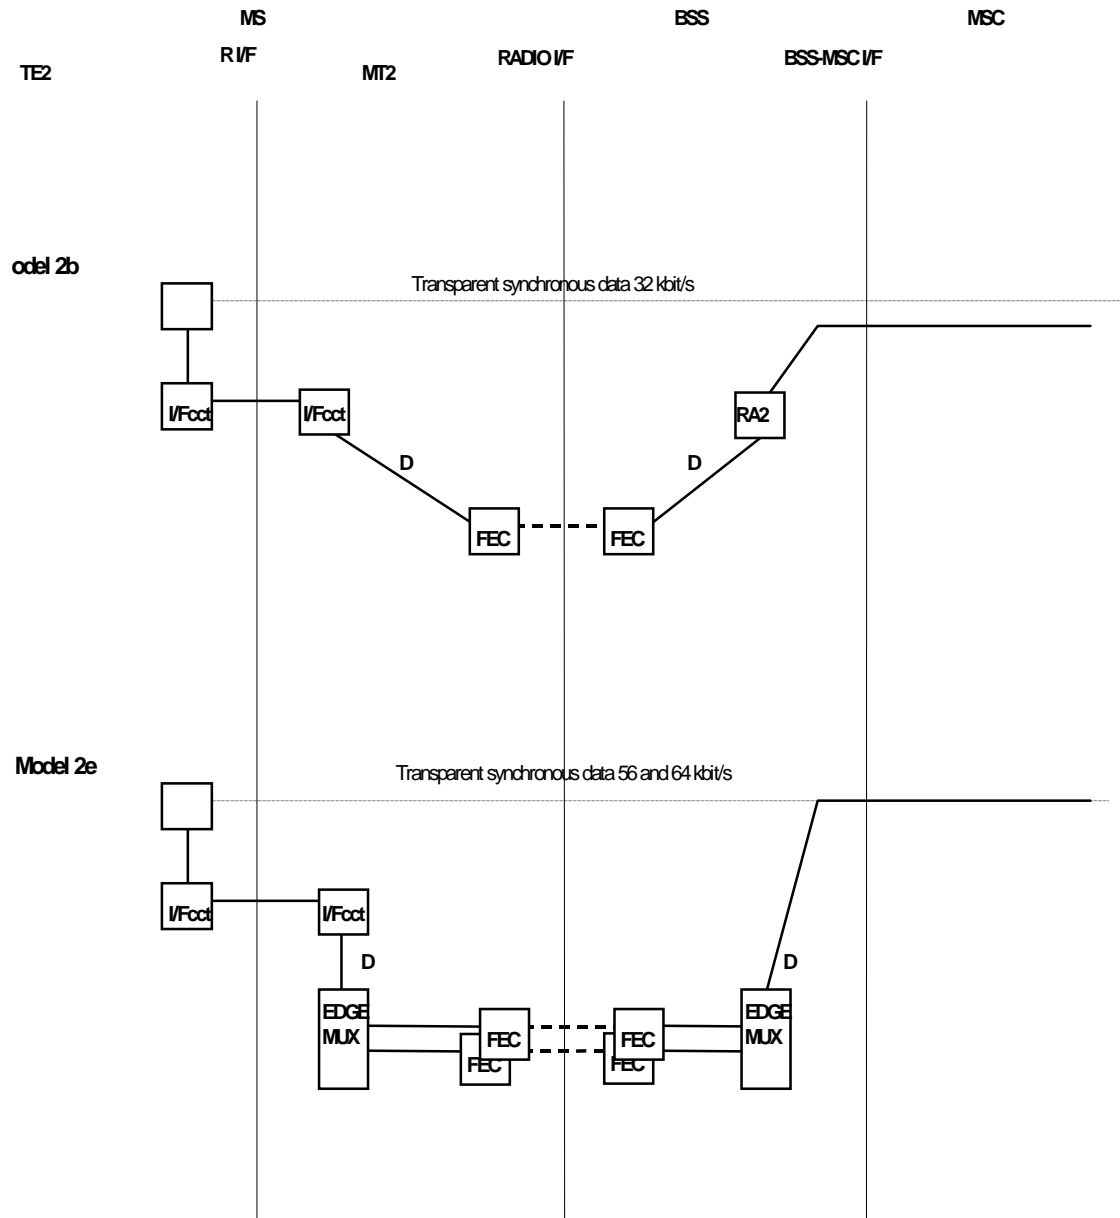 MS BSS MSC
R I/F RADIO I/F BSS-MSC I/F
TE2 MT2
odel 2b
Transparent synchronous data 32 kbit/s
I/Fcct I/Fcct RA2
D D
FEC FEC
Model 2e
Transparent synchronous data 56 and 64 kbit/s
I/Fcct I/Fcct
D D
EDGE EDGE
MUX FEC FEC MUX
FEC FEC